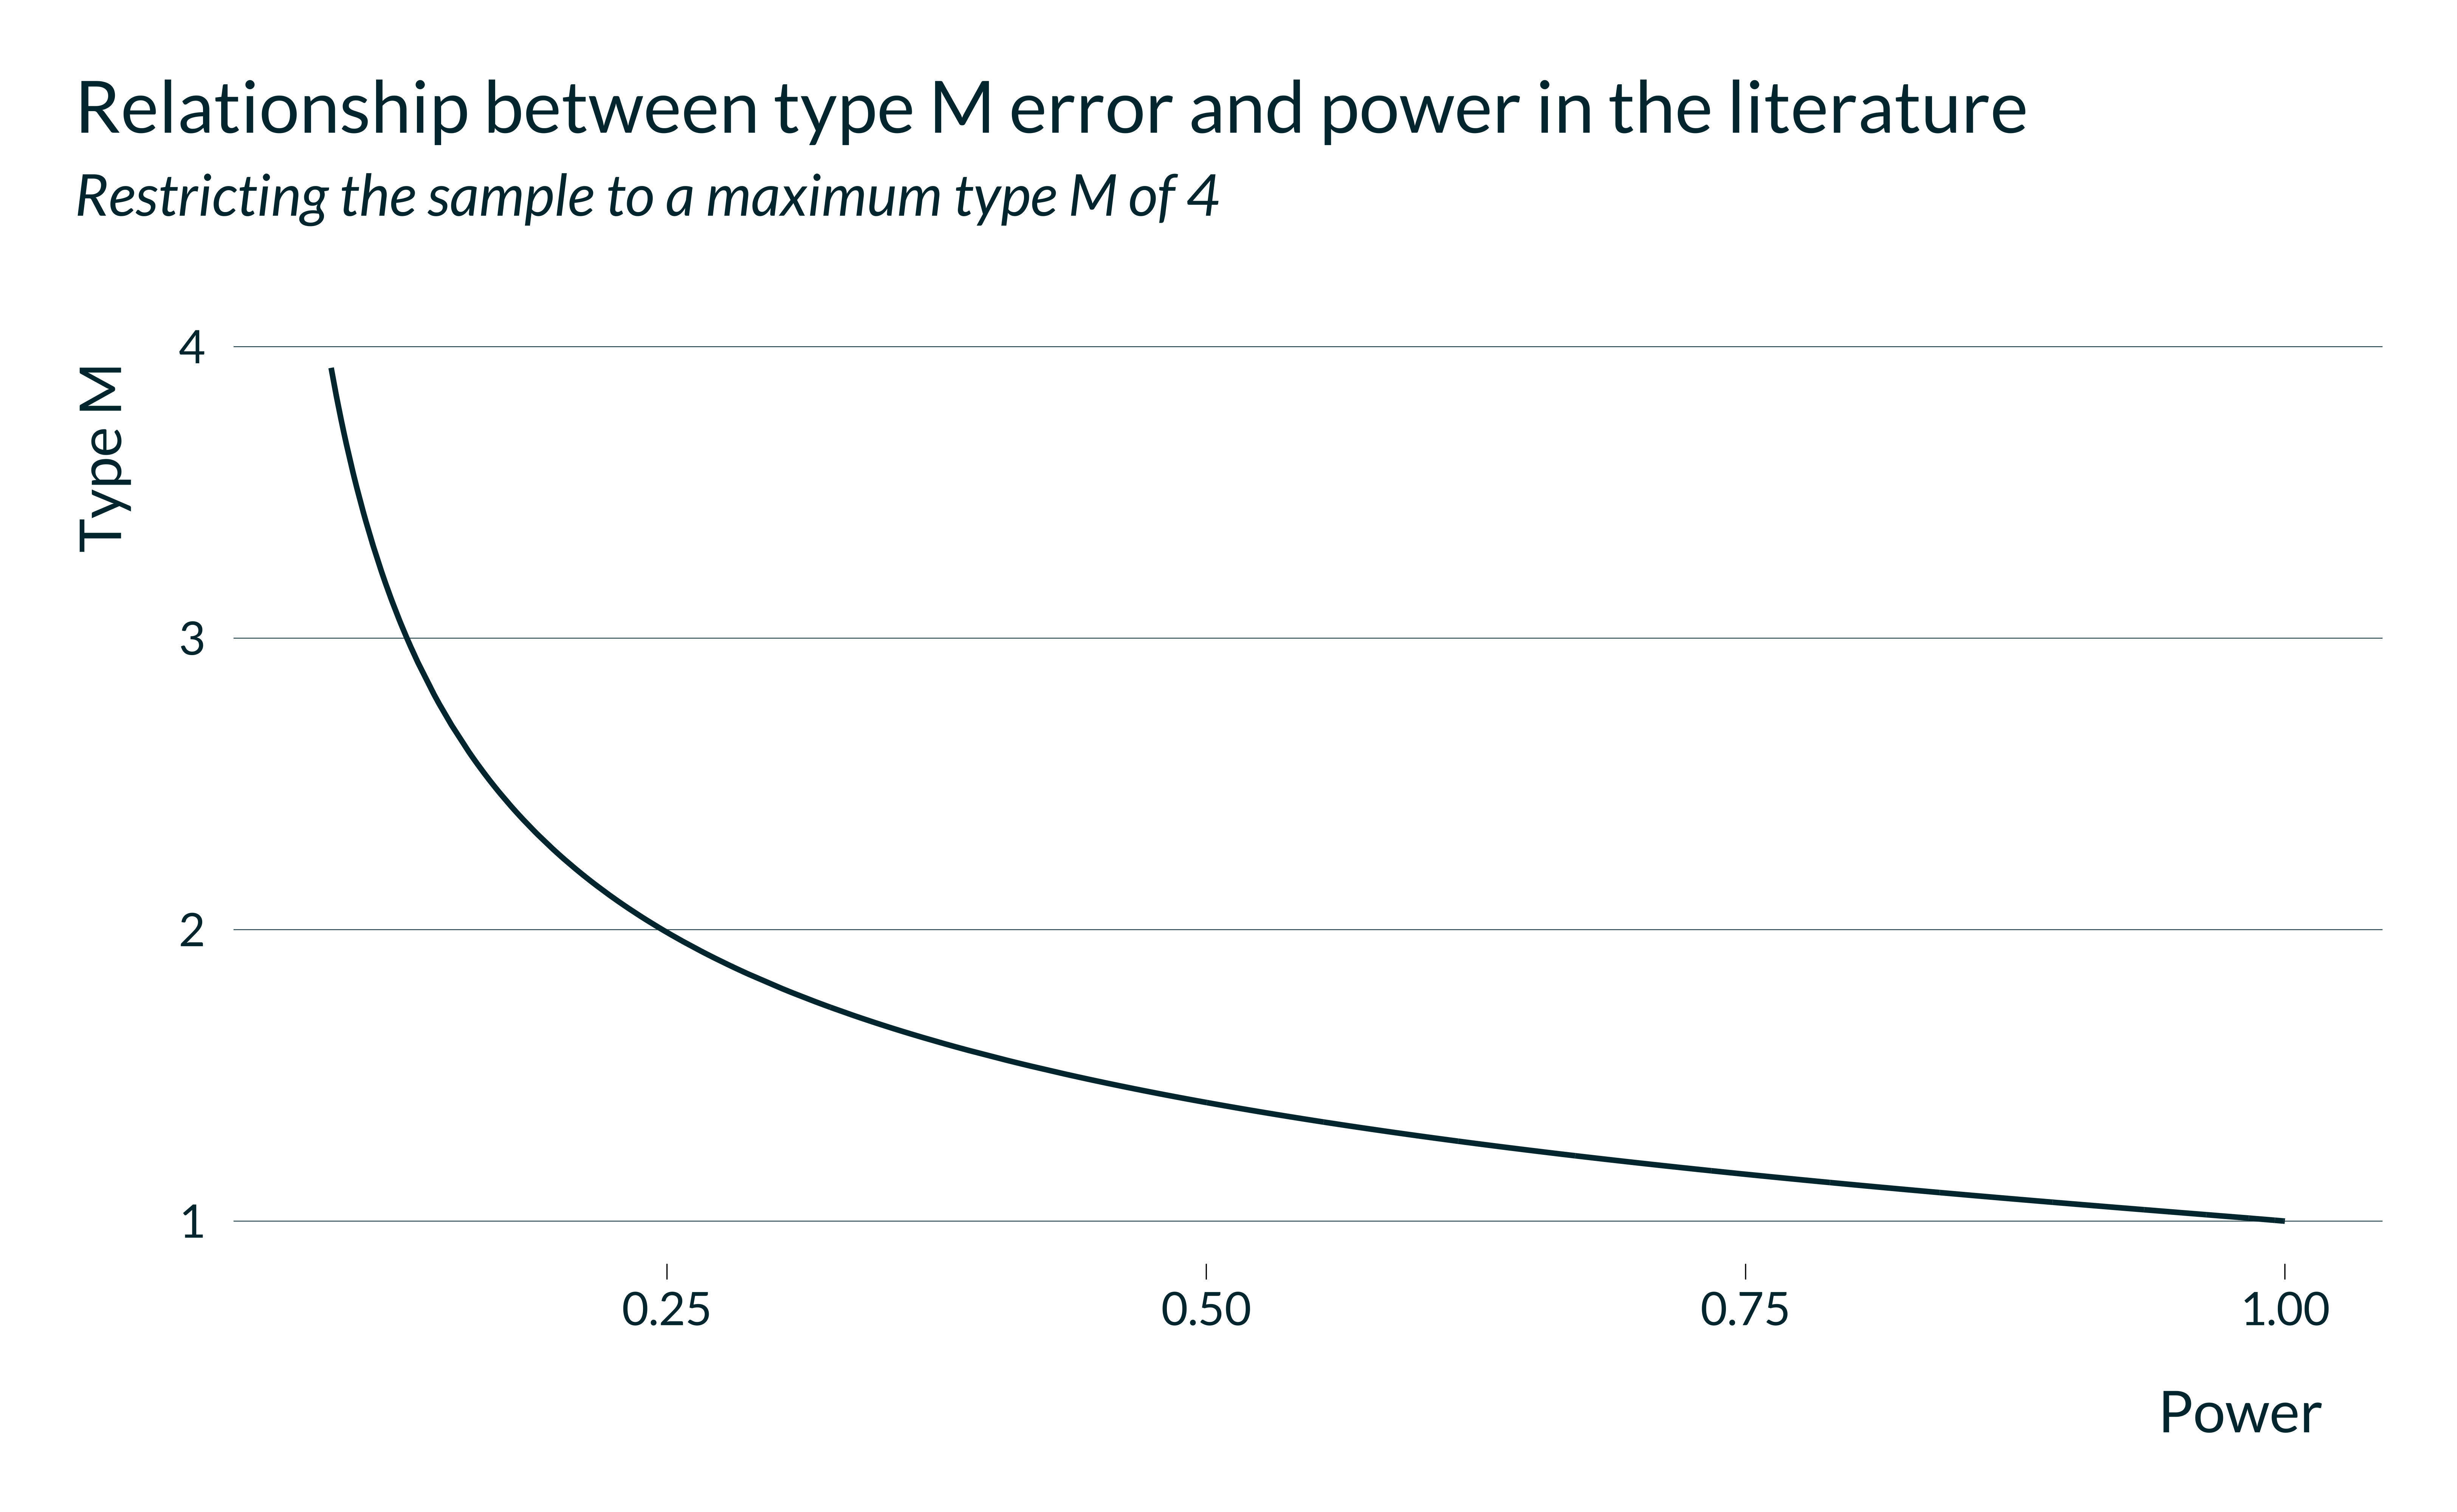 Relationship between type M error and power in the literature
Restricting the sample to a maximum type M of 4
Type M
4
3
2
1
0.25 0.50 0.75 1.00
Power